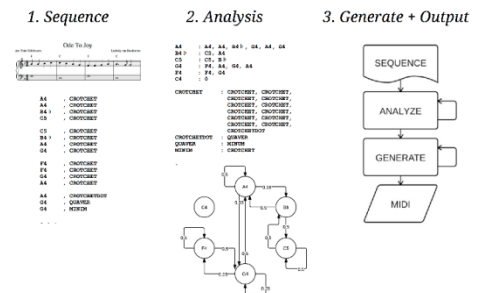 1. Sequence
Ode To Joy
A4 , CROTCHET
A4 , CROTCHET
B4♭ , CROTCHET
C5 , CROTCHET
C5 , CROTCHET
B4♭ , CROTCHET
A4 , CROTCHET
G4 , CROTCHET
F4 , CROTCHET
F4 , CROTCHET
G4 , CROTCHET
A4 , CROTCHET
A4 , CROTCHETDOT
G4 , QUAVER
G4 , MINIM
. . .
2. Analysis
A4 : A4, A4, B4♭, G4, A4, G4
B4♭ : C5, A4
C5 : C5, B♭
G4 : F4, A4, G4, A4
F4 : F4, G4
C4 : G
CROTCHET : CROTCHET, CROTCHET,
CROTCHET, CROTCHET,
CROTCHET, CROTCHET,
CROTCHET, CROTCHET,
CROTCHET, CROTCHET,
CROTCHET, CROTCHET,
CROTCHETDOT
CROTCHETDOT : QUAVER
QUAVER : MINIM
MINIM : CROTCHET
.
A4
C4
B♭
F4
C5
G4
3. Generate + Output
SEQUENCE
ANALYZE
GENERATE
MIDI